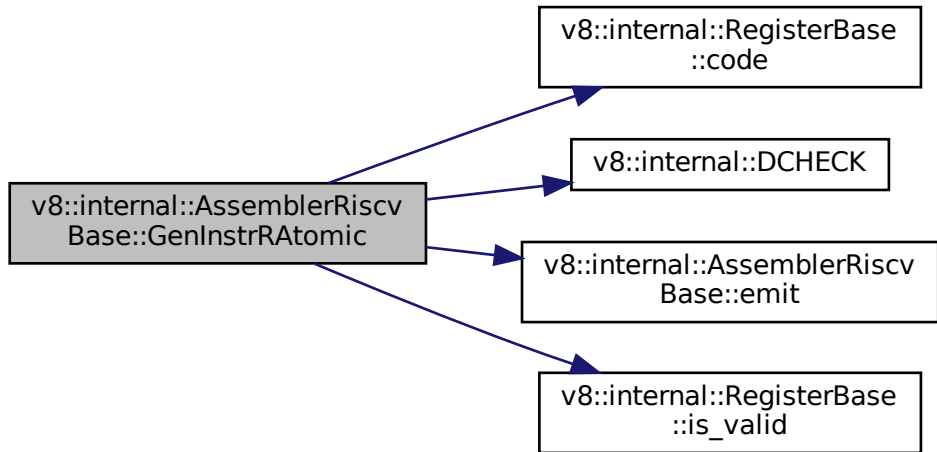 v8::internal::RegisterBase
::code
v8::internal::DCHECK
v8::internal::AssemblerRiscv
Base::GenInstrRAtomic
v8::internal::AssemblerRiscv
Base::emit
v8::internal::RegisterBase
::is_valid